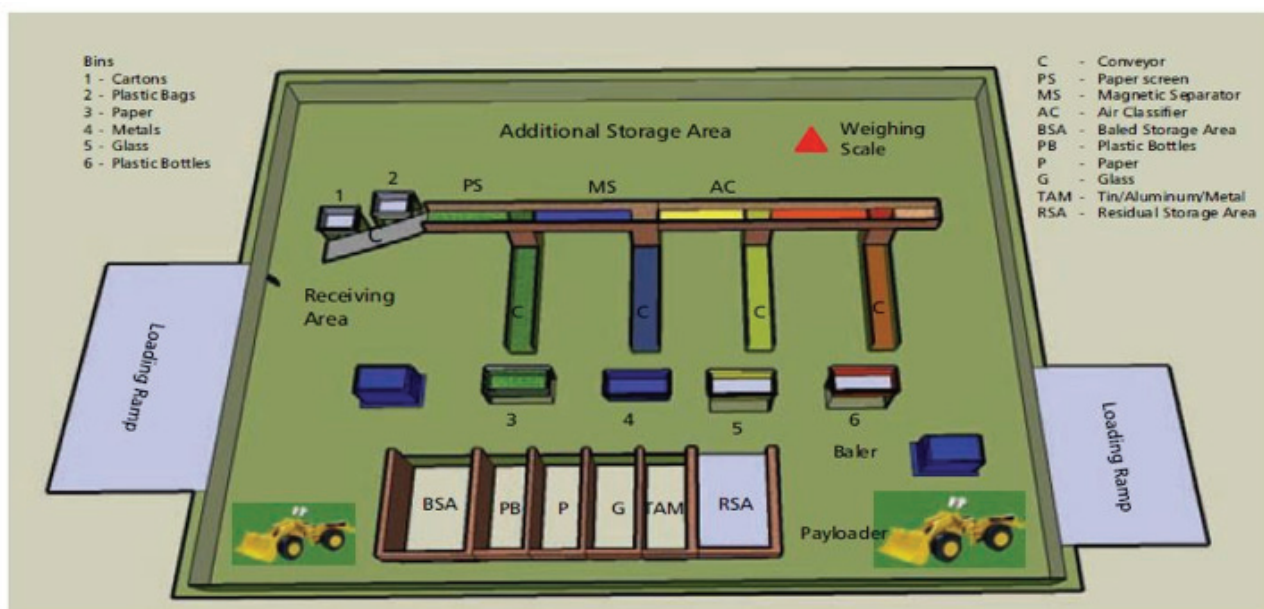 Bins
1 - Cartons
2 - Plastic Bags
3 - Paper
4 - Metals
5 - Glass
6 - Plastic Bottles
C - Conveyor
PS - Paper screen
MS - Magnetic Separator
AC - Air Classifier
BSA - Baled Storage Area
PB - Plastic Bottles
P - Paper
G - Glass
TAM - Tin/Aluminum/Metal
RSA - Residual Storage Area
Additional Storage Area
Weighing
Scale
1
2
PS
MS
AC
C
Receiving
Area
C
C
C
C
Loading Ramp
Loading Ramp
3
4
5
6
Baler
BSA
PB
P
G
TAM
RSA
Payloader